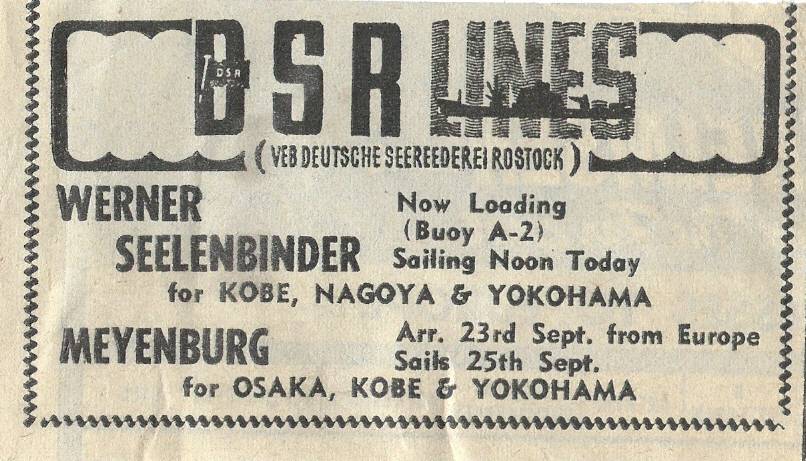 DSR LINES
DSR
(VEB DEUTSCHE SEEREEDEREI ROSTOCK)
WERNER SEELENBINDER
Now Loading
(Buoy A-2)
Sailing Noon Today
for KOBE, NAGOYA & YOKOHAMA
MEYENBURG
Arr. 23rd Sept. from Europe
Sails 25th Sept.
for OSAKA, KOBE & YOKOHAMA